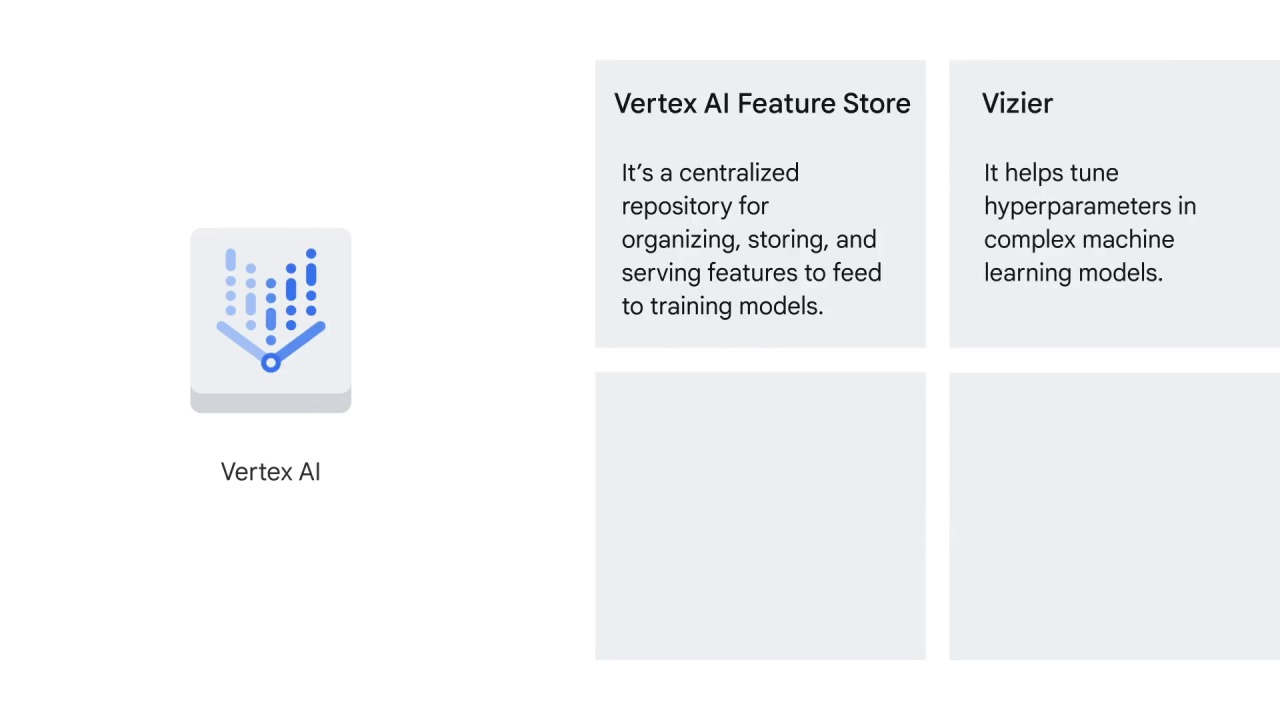 Vertex AI
Vertex AI Feature Store
It’s a centralized
repository for
organizing, storing, and
serving features to feed
to training models.
Vizier
It helps tune
hyperparameters in
complex machine
learning models.